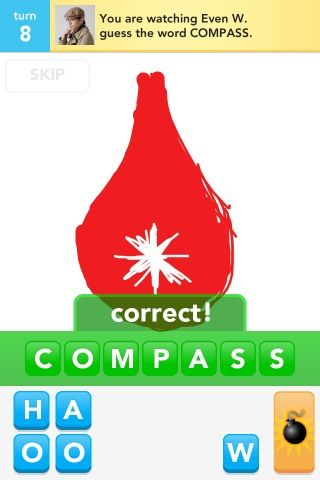 turn
8
You are watching Even W.
guess the word COMPASS.
SKIP
correct!
C O M P A S S
H A
O O W